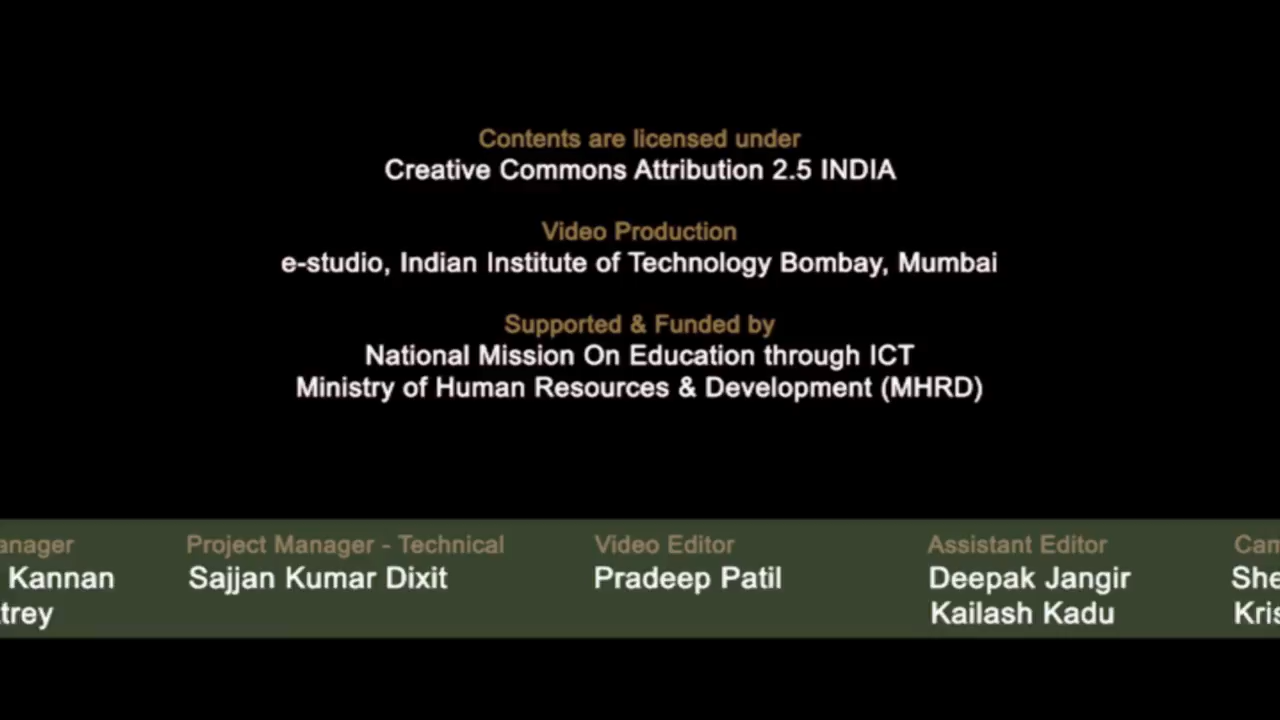 Contents are licensed under
Creative Commons Attribution 2.5 INDIA
Video Production
e-studio, Indian Institute of Technology Bombay, Mumbai
Supported & Funded by
National Mission On Education through ICT
Ministry of Human Resources & Development (MHRD)
Project Manager - Technical Video Editor Assistant Editor
Kannan Sajjan Kumar Dixit Pradeep Patil Deepak Jangir
Kailash Kadu